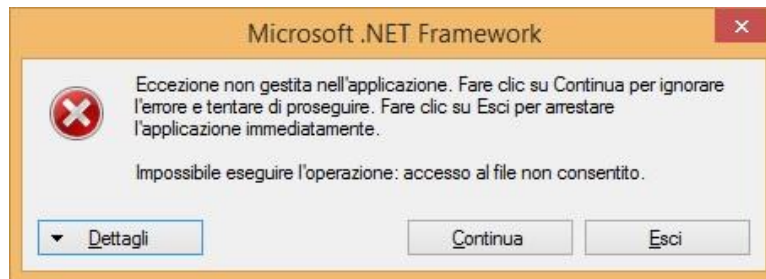 Microsoft .NET Framework
Eccezione non gestita nell'applicazione. Fare clic su Continua per ignorare
l'errore e tentare di proseguire. Fare clic su Esci per arrestare
l'applicazione immediatamente.
Impossibile eseguire l'operazione: accesso al file non consentito.
Dettagli
Continua
Esci